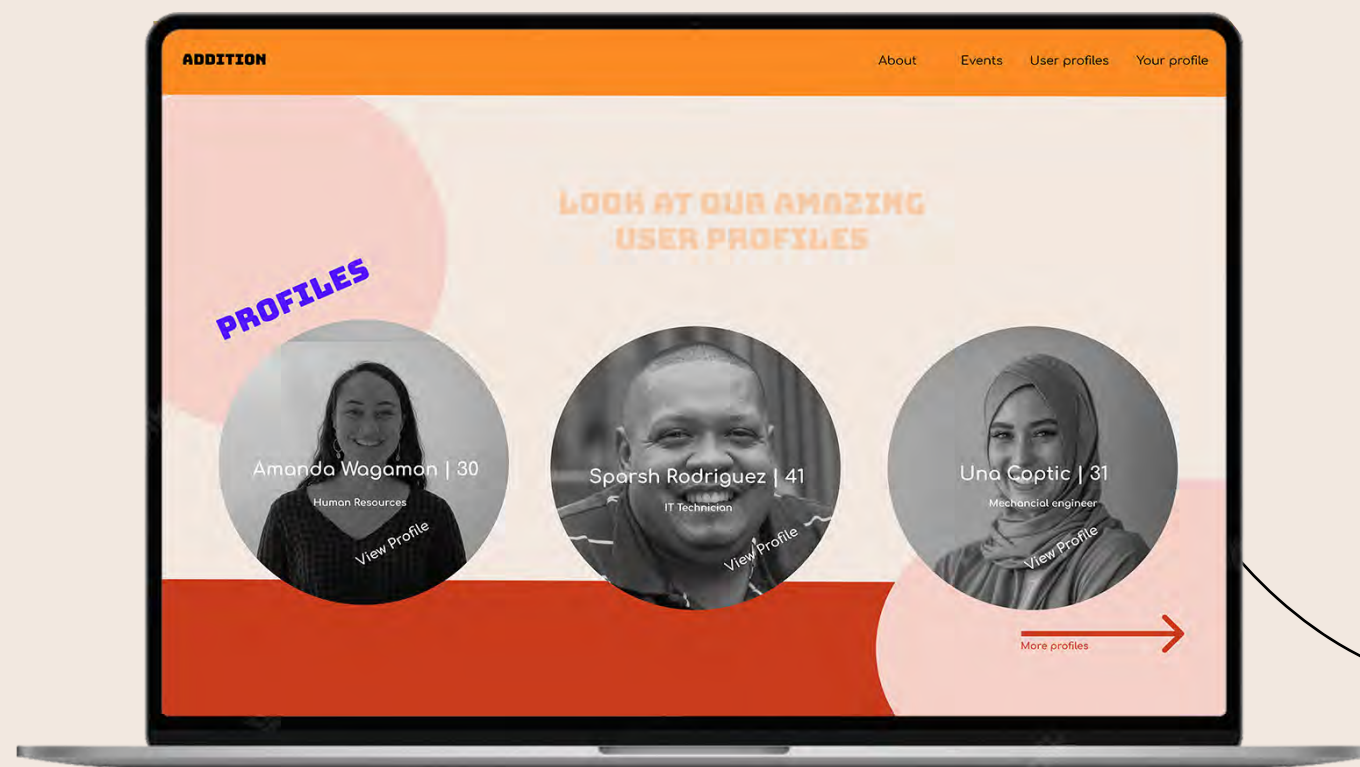 ADDITION
About Events User profiles Your profile
LOOK AT OUR AMAZING
USER PROFILES
PROFILES
Amanda Wagamon | 30
Human Resources
View Profile
Sparsh Rodriguez | 41
IT Technician
View Profile
Una Coptic | 31
Mechancial engineer
View Profile
More profiles